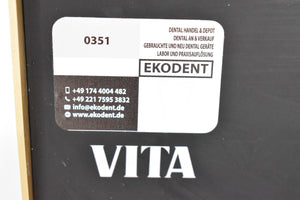 0351
DENTAL HANDEL & DEPOT
DENTAL AN & VERKAUF
GEBRAUCHTE UND NEU DENTAL GERÄTE
LABOR UND PRAXISAUFLÖSUNG
EKODENT
+49 174 4004 482
+49 221 7595 3832
info@ekodent.de
ekodent.de
VITA